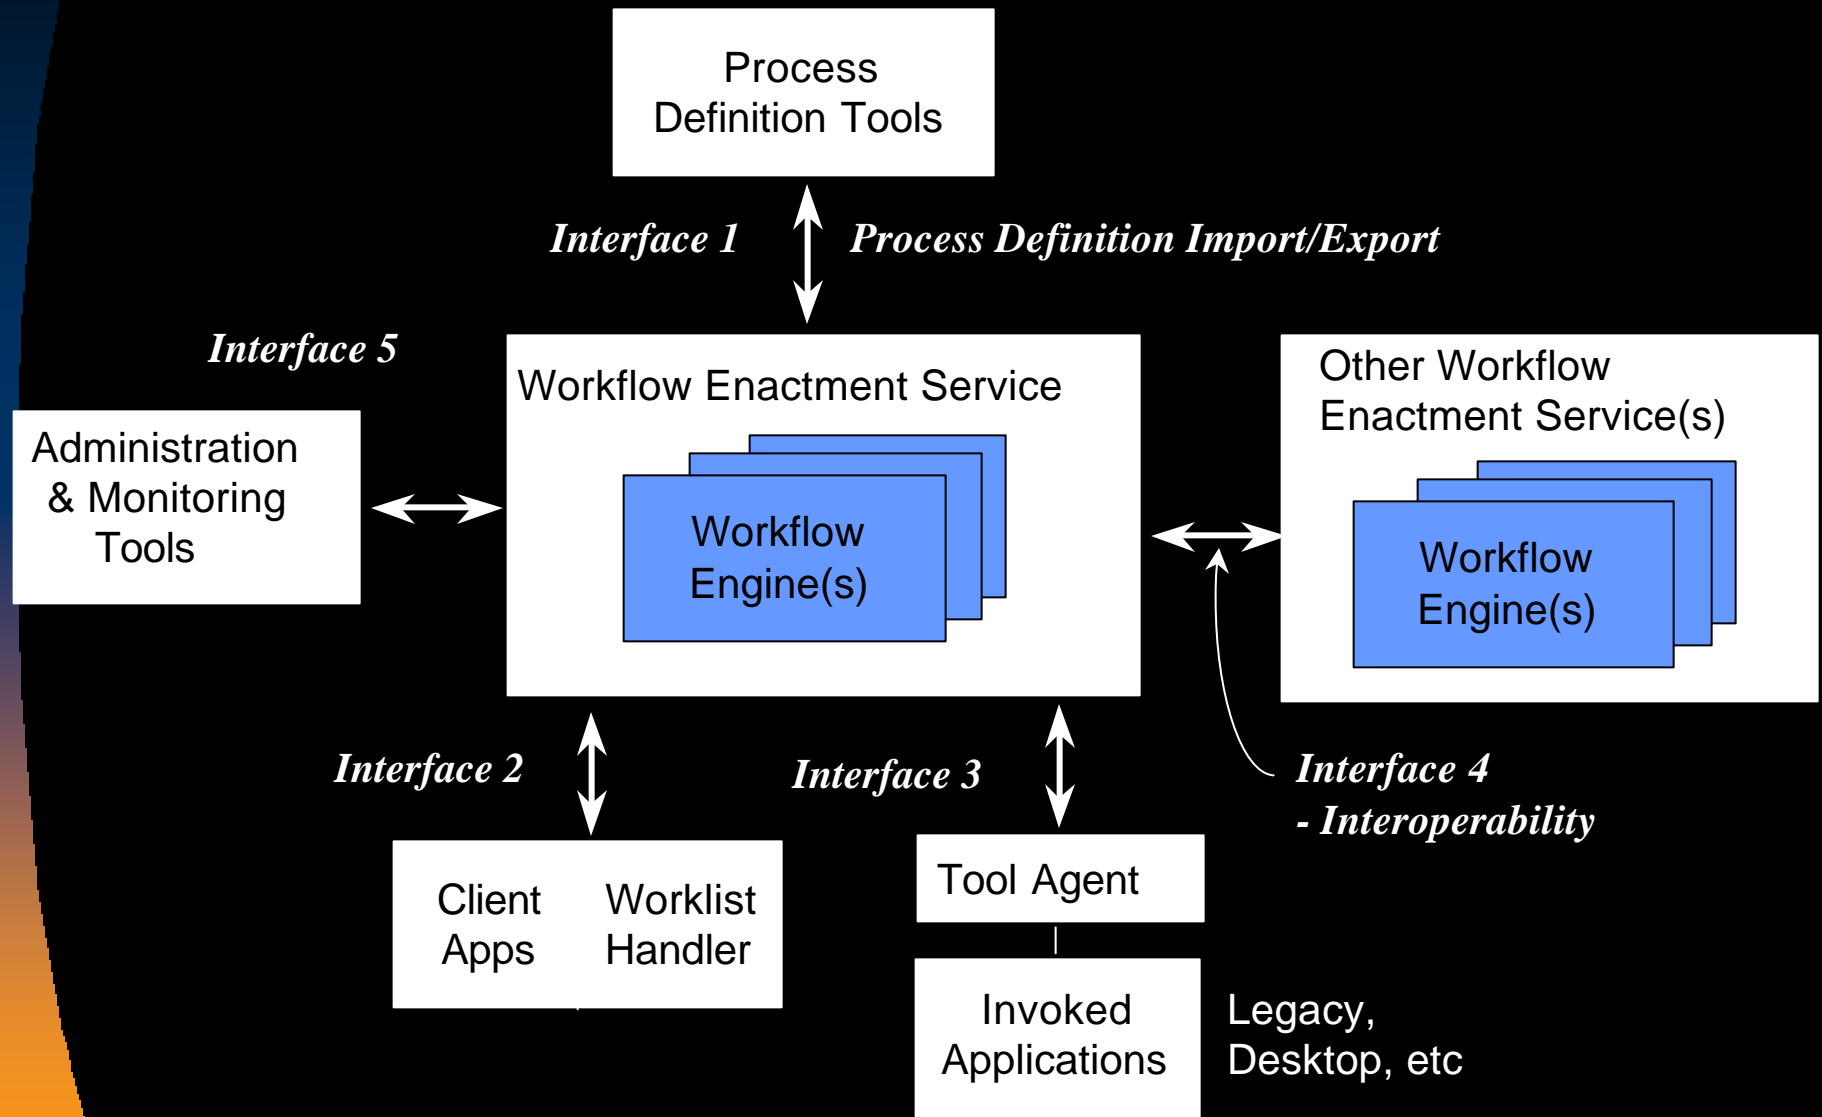 Process
Definition Tools
Interface 1
Process Definition Import/Export
Interface 5
Workflow Enactment Service
Other Workflow
Enactment Service(s)
Administration
& Monitoring
Tools
Workflow
Engine(s)
Workflow
Engine(s)
Interface 2
Interface 3
Interface 4
- Interoperability
Client
Apps
Worklist
Handler
Tool Agent
Invoked
Applications
Legacy,
Desktop, etc